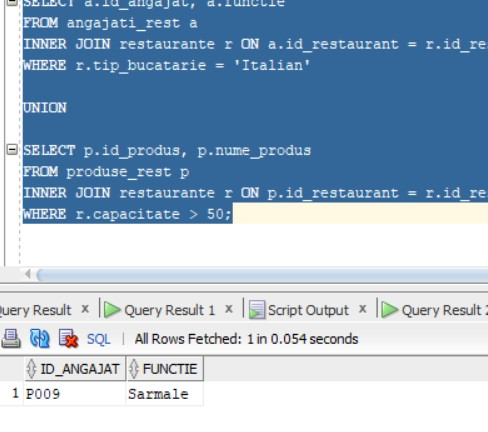 SELECT a.id_angajat, a.functie
FROM angajati_rest a
INNER JOIN restaurante r ON a.id_restaurant = r.id_re
WHERE r.tip_bucatarie = 'Italian'
UNION
SELECT p.id_produs, p.nume_produs
FROM produse_rest p
INNER JOIN restaurante r ON p.id_restaurant = r.id_re
WHERE r.capacitate > 50;
uery Result x Query Result 1 x Script Output x Query Result 2
SQL | All Rows Fetched: 1 in 0.054 seconds
ID_ANGAJAT FUNCTIE
1 P009 Sarmale